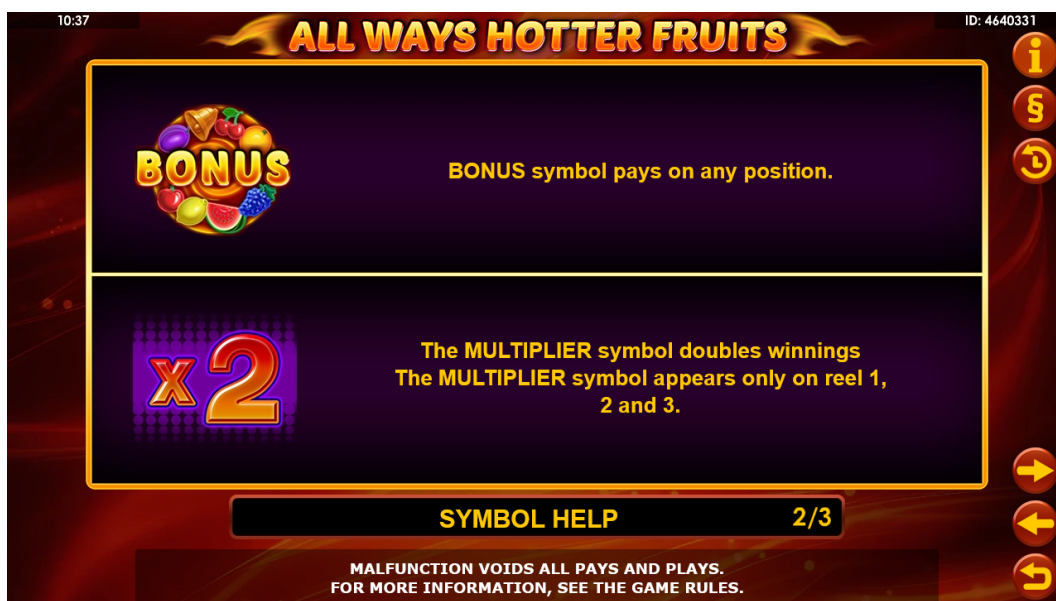 10:37
ID: 4640331
ALL WAYS HOTTER FRUITS
i
§
BONUS
BONUS symbol pays on any position.
x2
The MULTIPLIER symbol doubles winnings
The MULTIPLIER symbol appears only on reel 1,
2 and 3.
SYMBOL HELP 2/3
MALFUNCTION VOIDS ALL PAYS AND PLAYS.
FOR MORE INFORMATION, SEE THE GAME RULES.